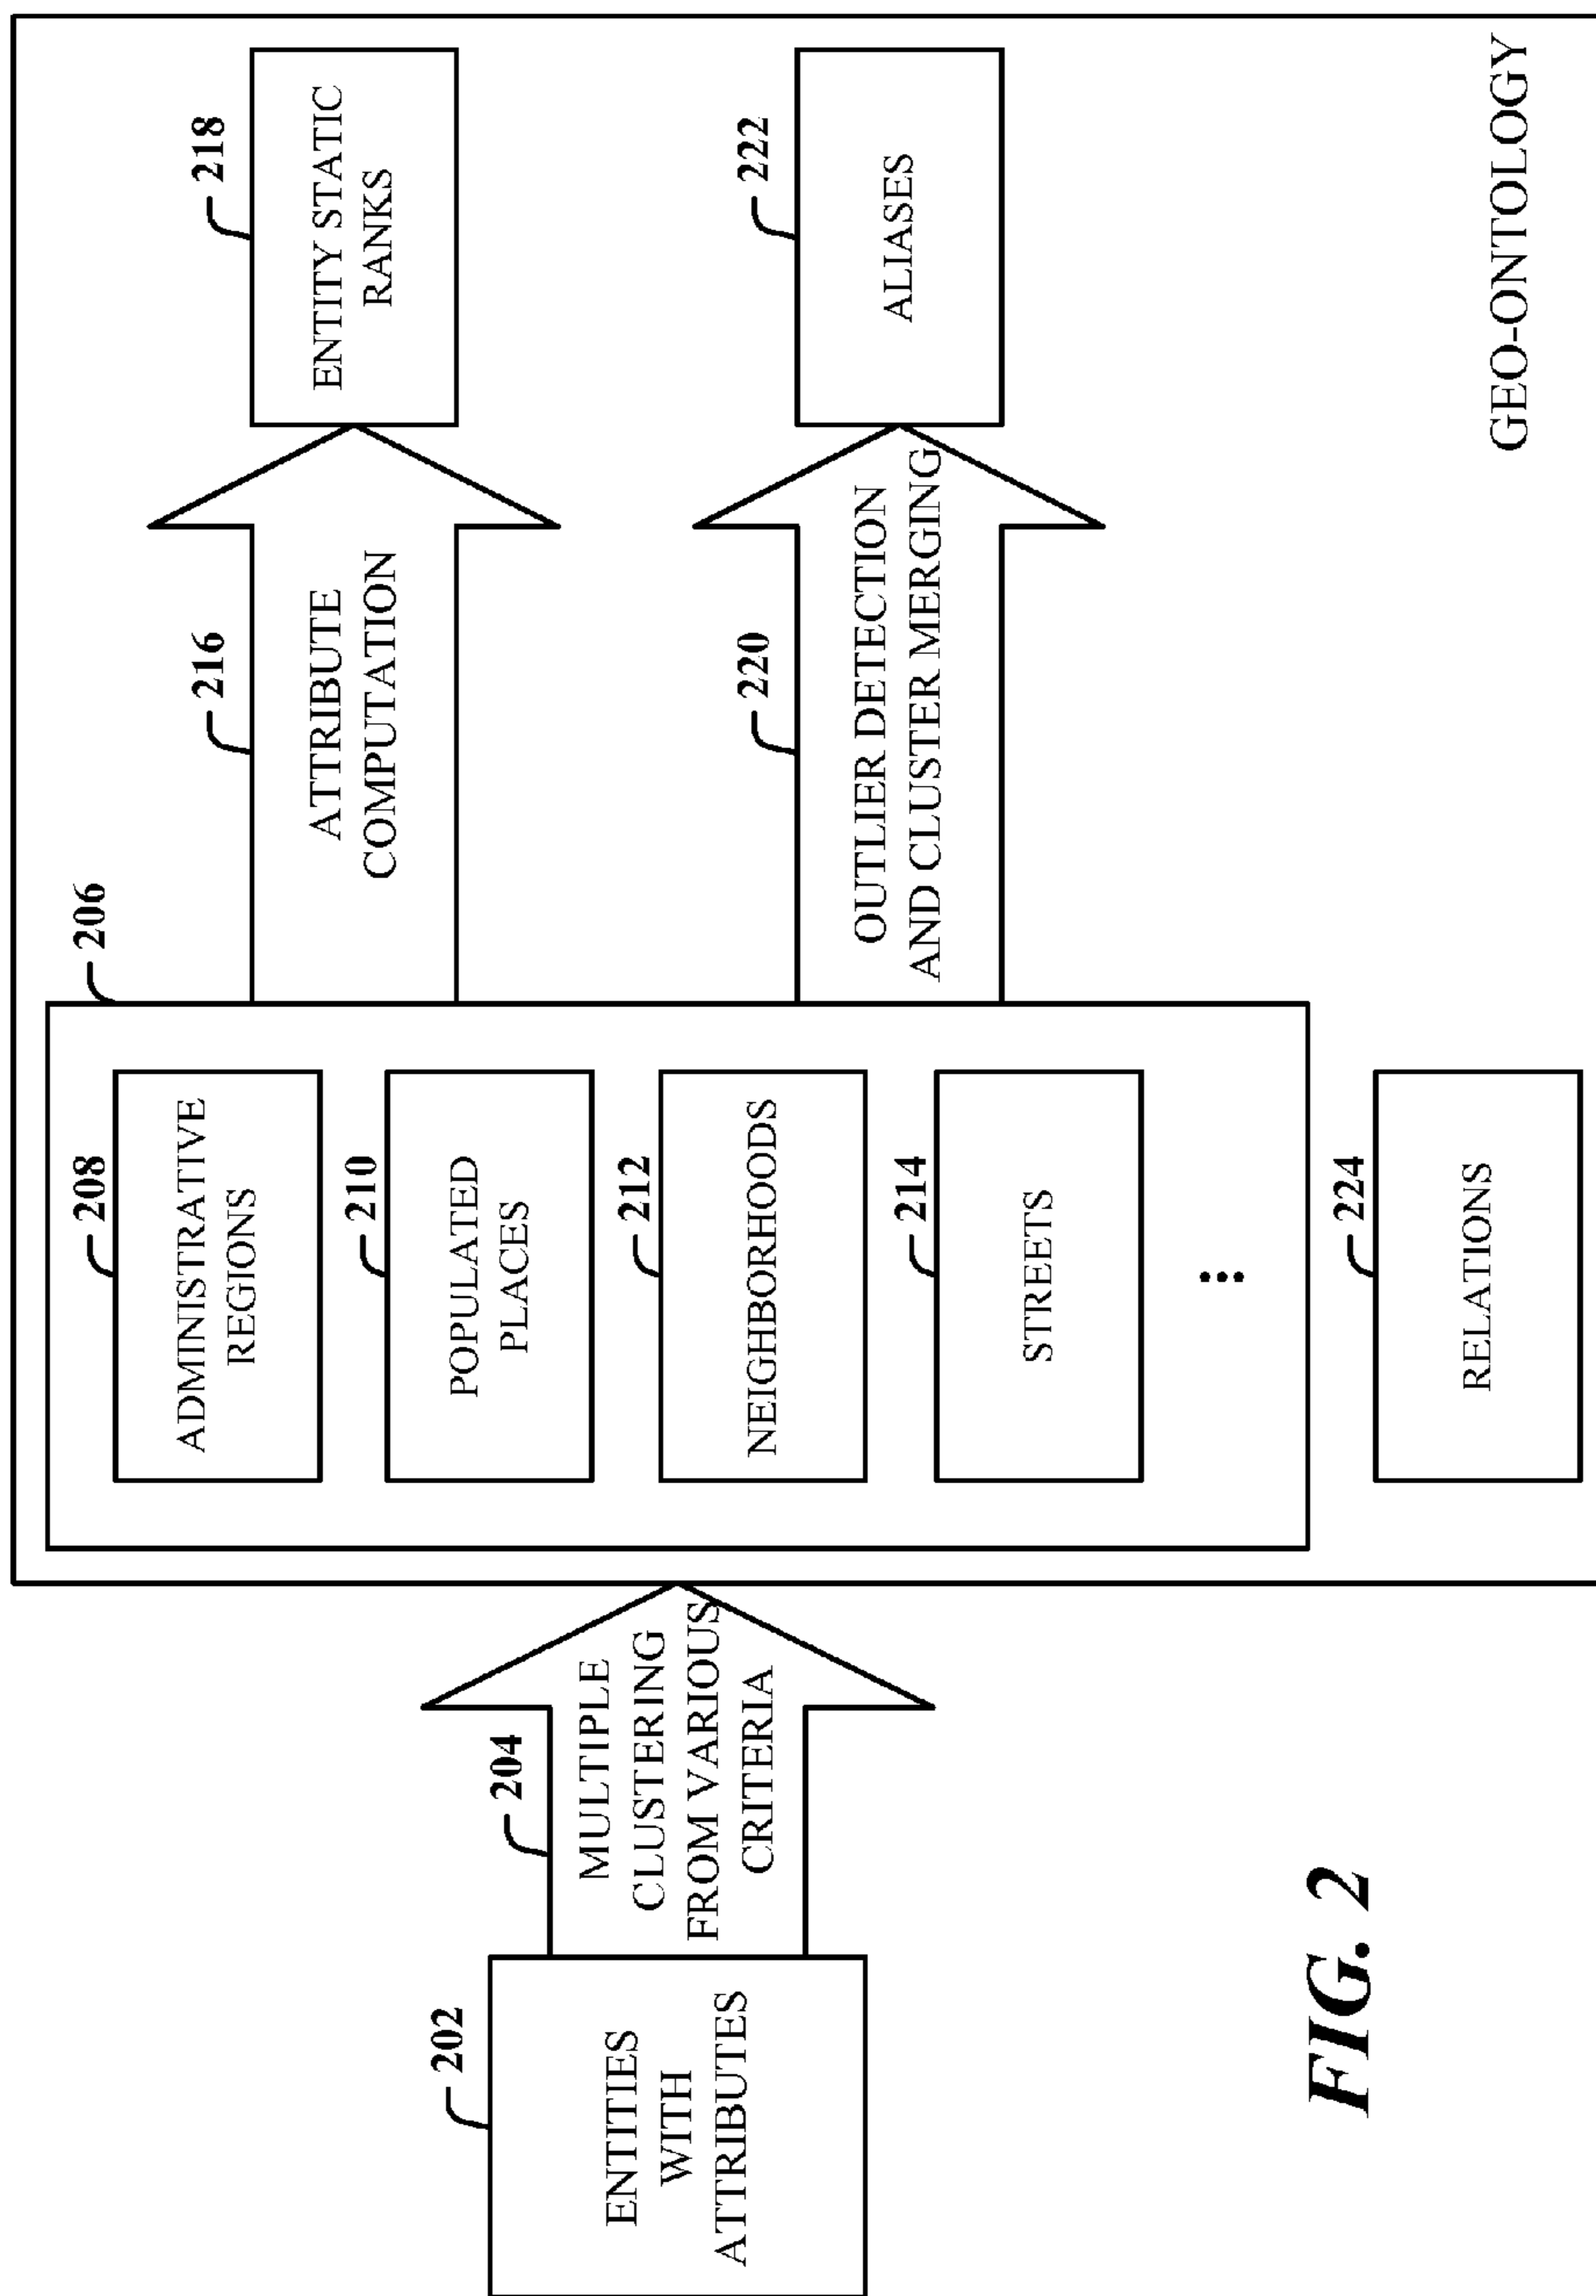 202
ENTITIES
WITH
ATTRIBUTES
204
MULTIPLE
CLUSTERING
FROM VARIOUS
CRITERIA
206
208
ADMINISTRATIVE
REGIONS
210
POPULATED
PLACES
212
NEIGHBORHOODS
214
STREETS
224
RELATIONS
216
ATTRIBUTE
COMPUTATION
218
ENTITY STATIC
RANKS
220
OUTLIER DETECTION
AND CLUSTER MERGING
222
ALIASES
GEO-ONTOLOGY
FIG. 2